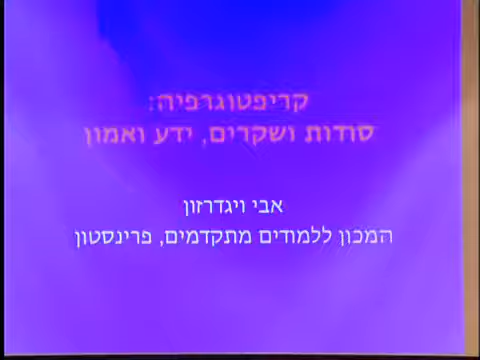 קריפטוגרפיה:
סודות ושקרים, ידע ואמון
אבי ויגדרזון
המכון ללמודים מתקדמים, פרינסטון